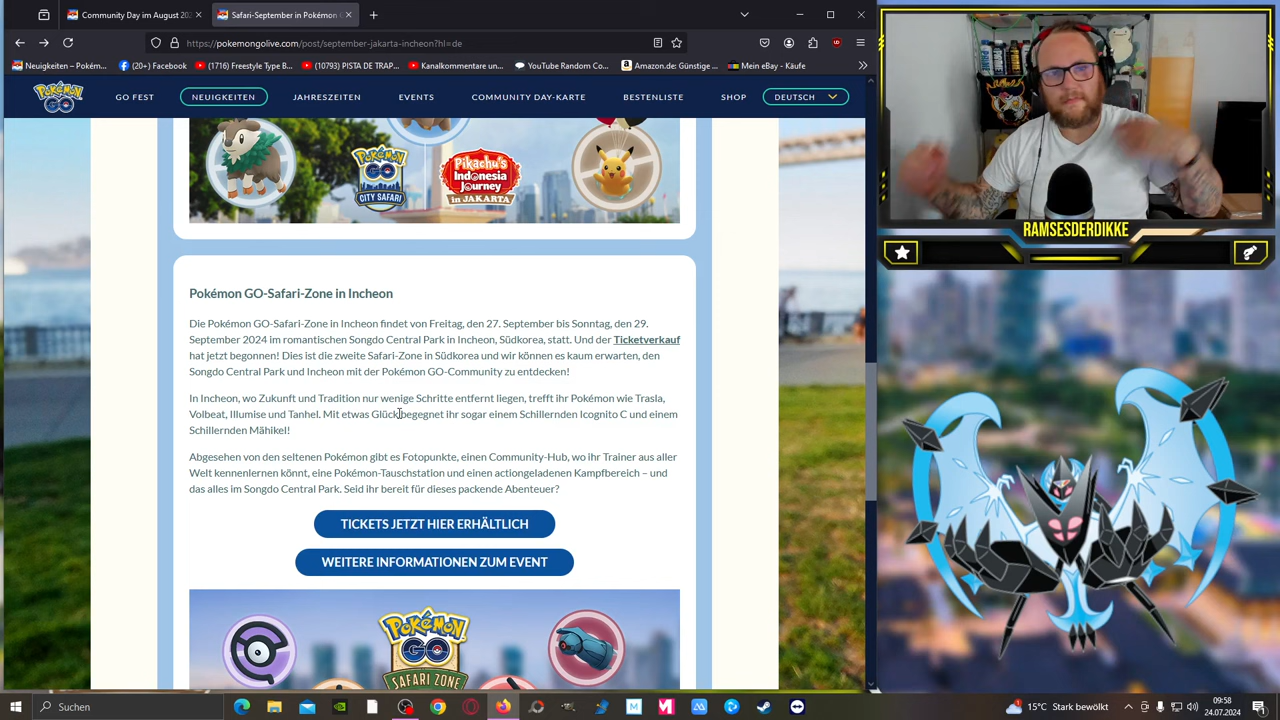 Community Day im August 202
Safari-September in Pokémon G
https://pokemongolive.com/post/september-jakarta-incheon?hl=de
Neuigkeiten – Pokém...
(20+) Facebook
(1716) Freestyle Type B...
(10793) PISTA DE TRAP...
Kanalkommentare un...
YouTube Random Co...
Amazon.de: Günstige ...
Mein eBay - Käufe
Pokémon GO
GO FEST
NEUIGKEITEN
JAHRESZEITEN
EVENTS
COMMUNITY DAY-KARTE
BESTENLISTE
SHOP
DEUTSCH
Pokémon GO CITY SAFARI
Pikachu's Indonesia Journey in JAKARTA
RAMSESDERDIKKE
Pokémon GO-Safari-Zone in Incheon
Die Pokémon GO-Safari-Zone in Incheon findet von Freitag, den 27. September bis Sonntag, den 29.
September 2024 im romantischen Songdo Central Park in Incheon, Südkorea, statt. Und der Ticketverkauf
hat jetzt begonnen! Dies ist die zweite Safari-Zone in Südkorea und wir können es kaum erwarten, den
Songdo Central Park und Incheon mit der Pokémon GO-Community zu entdecken!
In Incheon, wo Zukunft und Tradition nur wenige Schritte entfernt liegen, trefft ihr Pokémon wie Trasla,
Volbeat, Illumise und Tanhel. Mit etwas Glück begegnet ihr sogar einem Schillernden Icognito C und einem
Schillernden Mähikel!
Abgesehen von den seltenen Pokémon gibt es Fotopunkte, einen Community-Hub, wo ihr Trainer aus aller
Welt kennenlernen könnt, eine Pokémon-Tauschstation und einen actiongeladenen Kampfbereich – und
das alles im Songdo Central Park. Seid ihr bereit für dieses packende Abenteuer?
TICKETS JETZT HIER ERHÄLTLICH
WEITERE INFORMATIONEN ZUM EVENT
Pokémon GO SAFARI ZONE
Suchen
15°C Stark bewölkt
09:58
24.07.2024